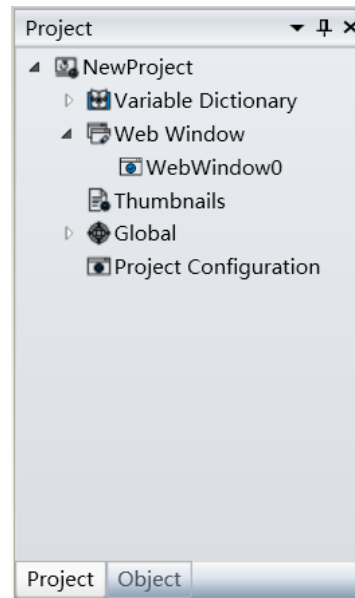 Project
NewProject
Variable Dictionary
Web Window
WebWindow0
Thumbnails
Global
Project Configuration
Project Object